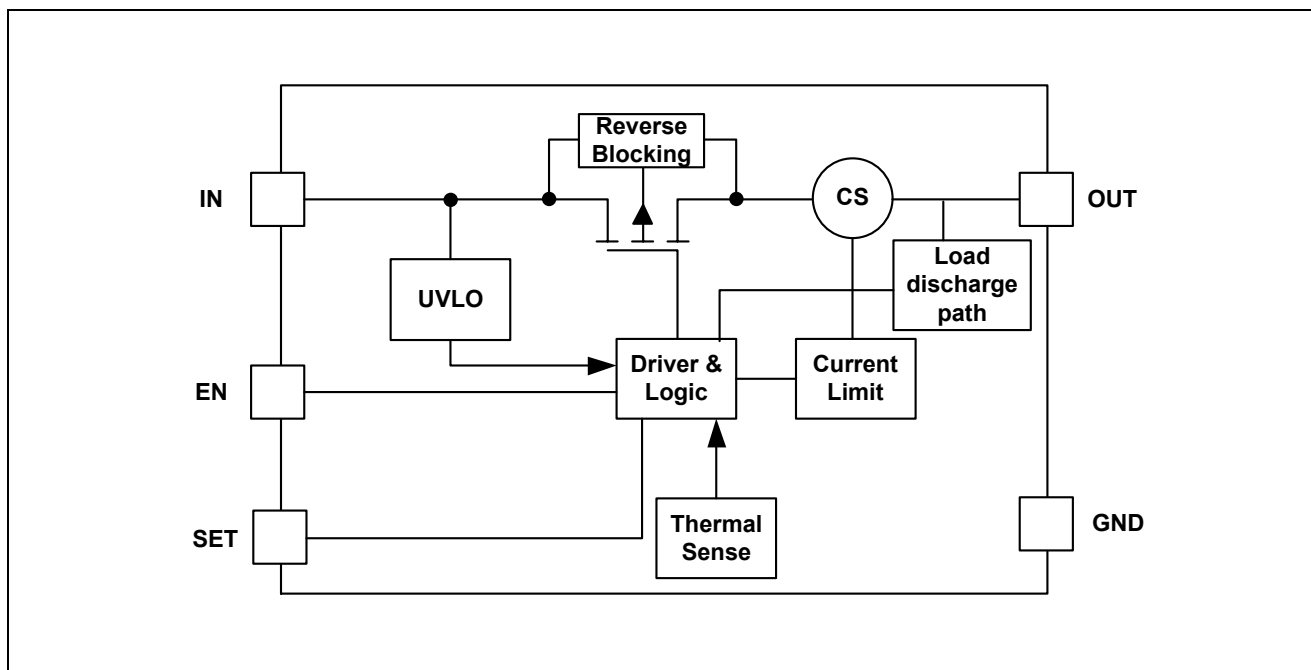 Reverse
Blocking
IN
CS
OUT
UVLO
Load
discharge
path
EN
Driver &
Logic
Current
Limit
SET
Thermal
Sense
GND